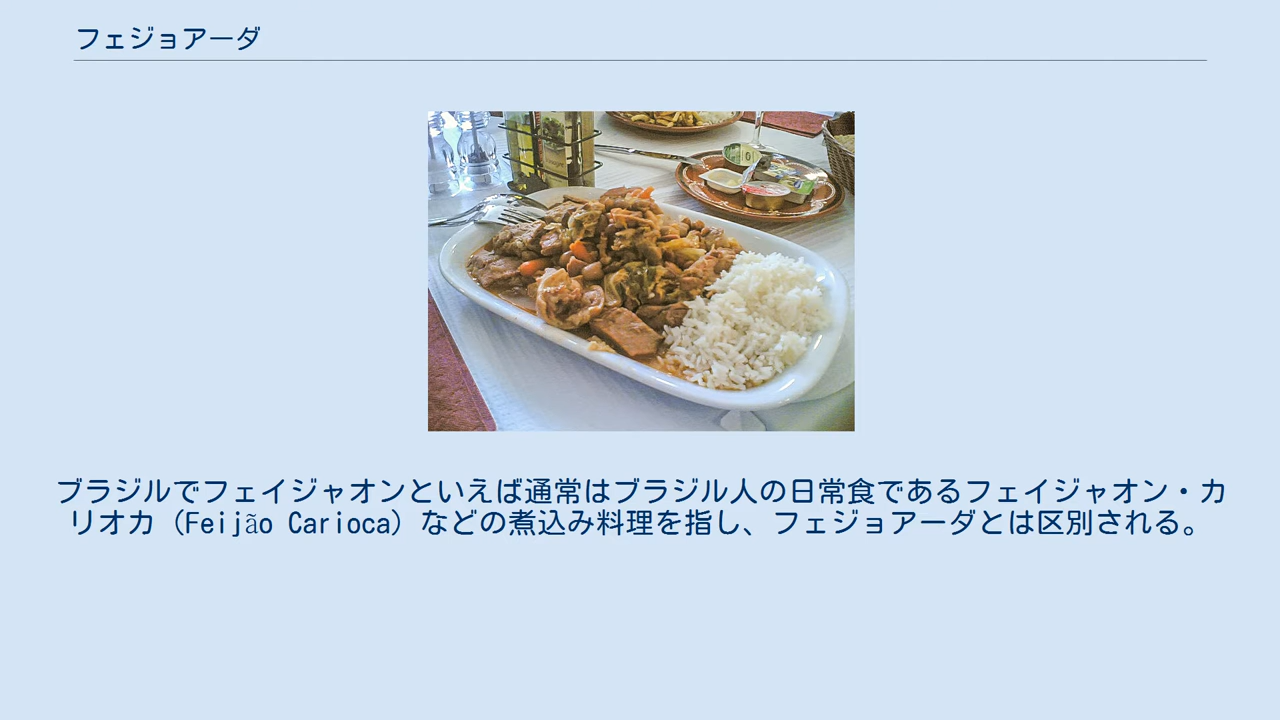 フェジョアーダ
ブラジルでフェイジャオンといえば通常はブラジル人の日常食であるフェイジャオン・カ
リオカ（Feijão Carioca）などの煮込み料理を指し、フェジョアーダとは区別される。